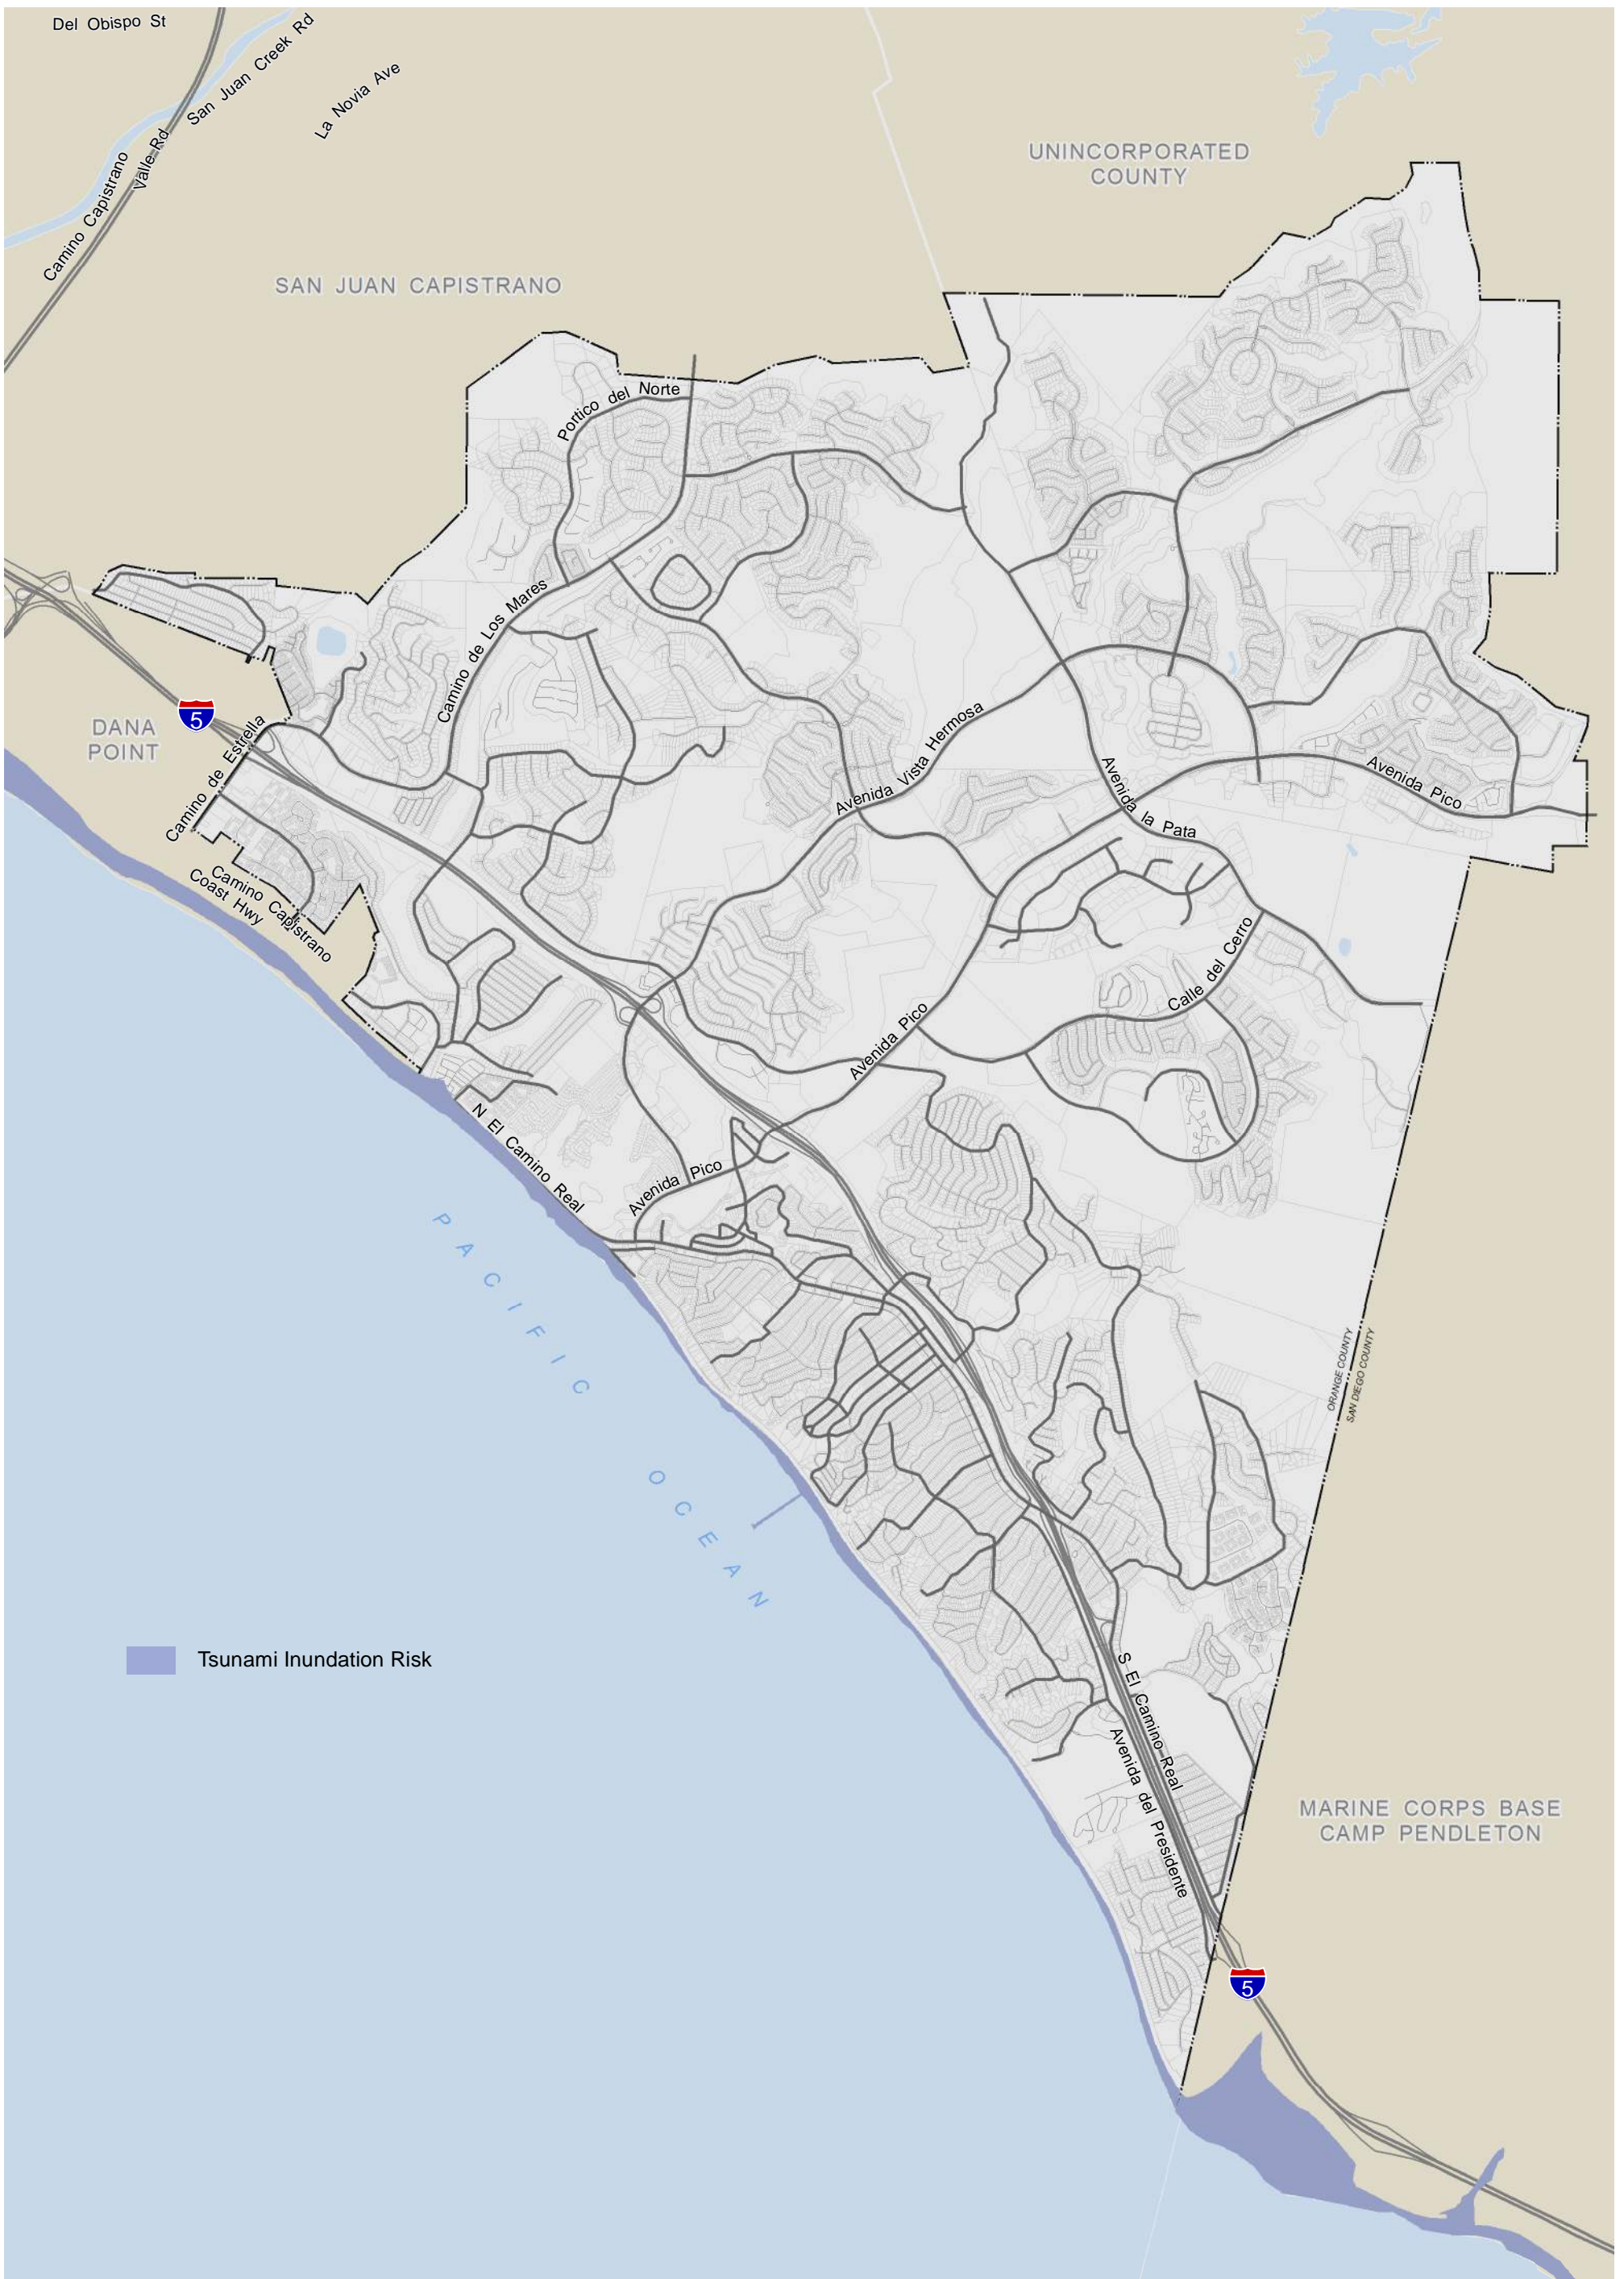 Del Obispo St
San Juan Creek Rd
La Novia Ave
Camino Capistrano
Valle Rd
UNINCORPORATED
COUNTY
SAN JUAN CAPISTRANO
Portico del Norte
Camino de Los Mares
5
DANA
POINT
Camino de Estrella
Avenida Vista Hermosa
Avenida la Pata
Avenida Pico
Camino Capistrano
Coast Hwy
Calle del Cerro
Avenida Pico
N El Camino Real
Avenida Pico
PACIFIC
OCEAN
ORANGE COUNTY
SAN DIEGO COUNTY
Tsunami Inundation Risk
S El Camino Real
Avenida del Presidente
MARINE CORPS BASE
CAMP PENDLETON
5